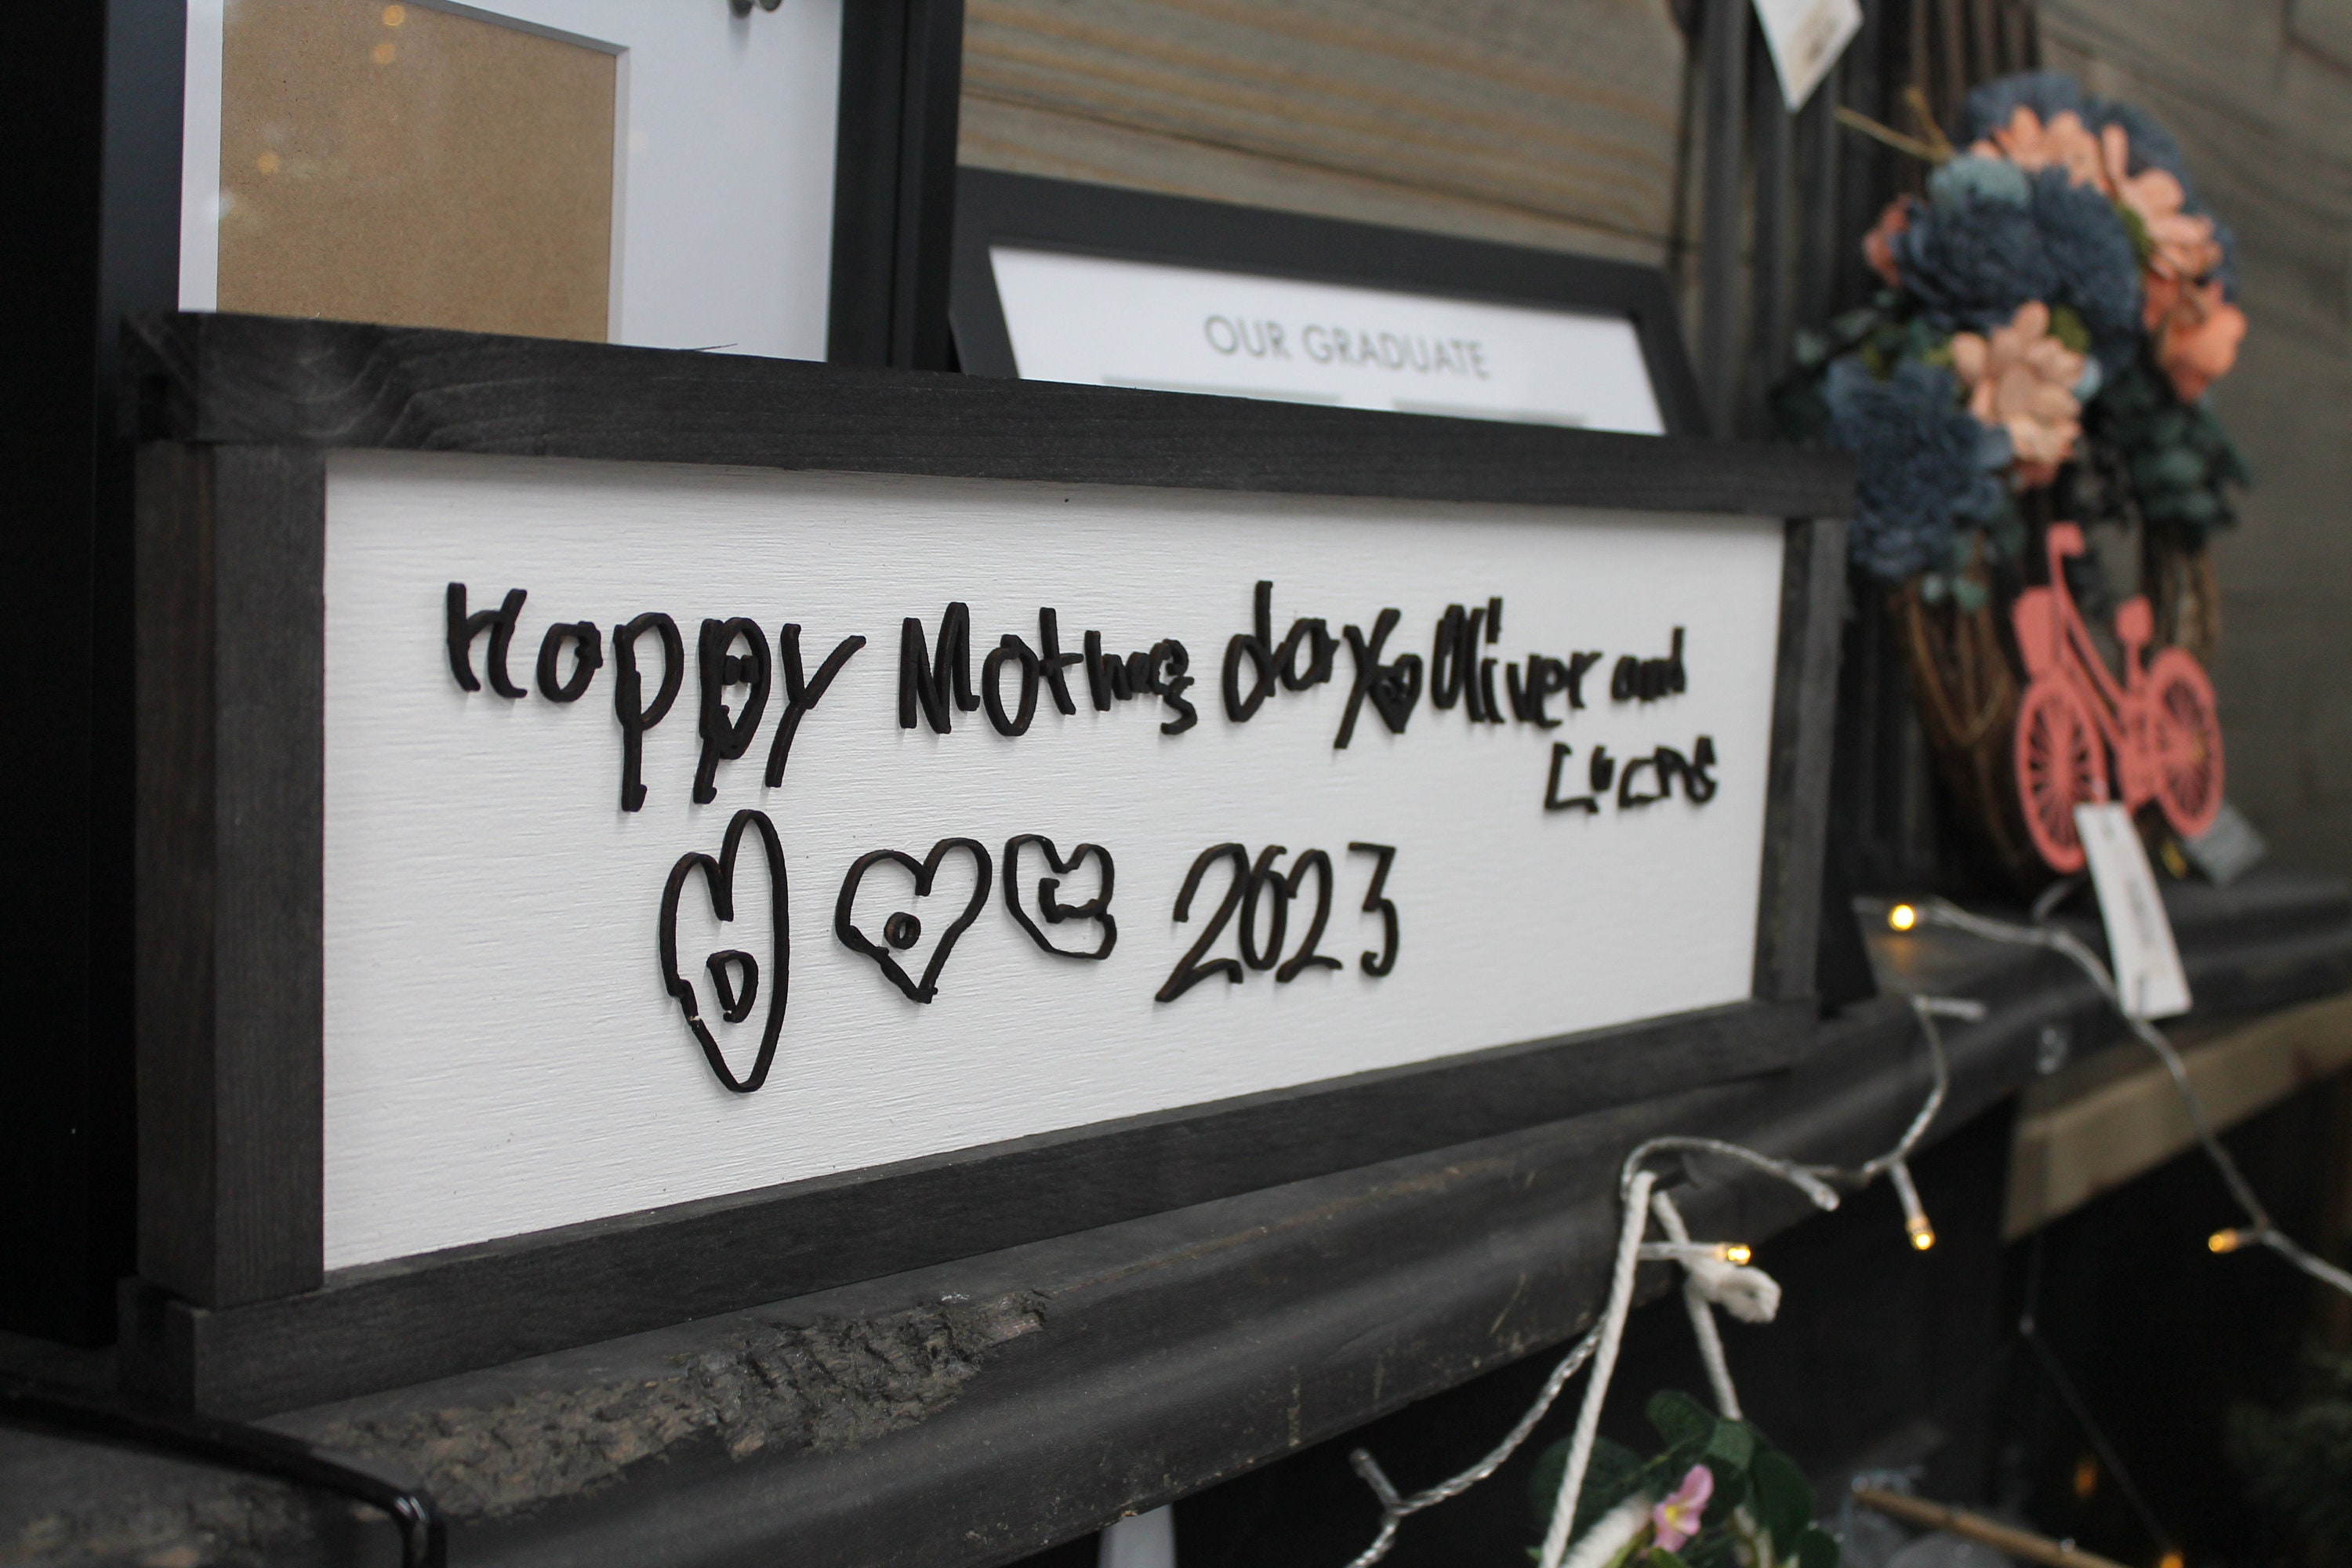 OUR GRADUATE
Happy Mothers day Oliver and
Lucas
D O L 2023